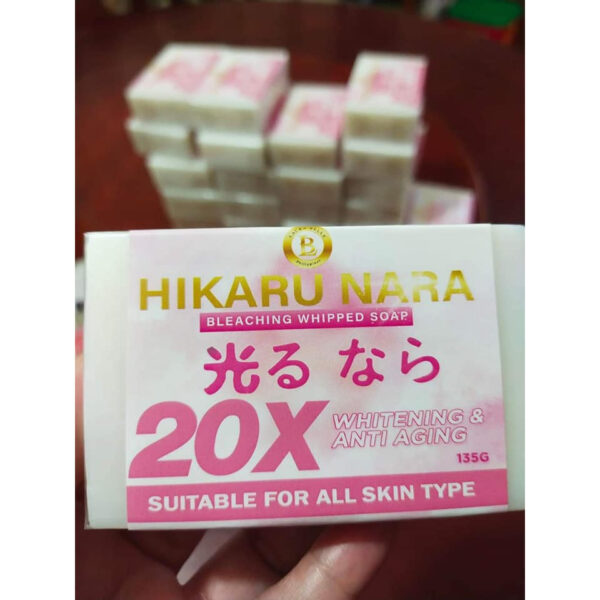 HIKARU NARA
BLEACHING WHIPPED SOAP
光る なら
20X
WHITENING &
ANTI AGING
135G
SUITABLE FOR ALL SKIN TYPE